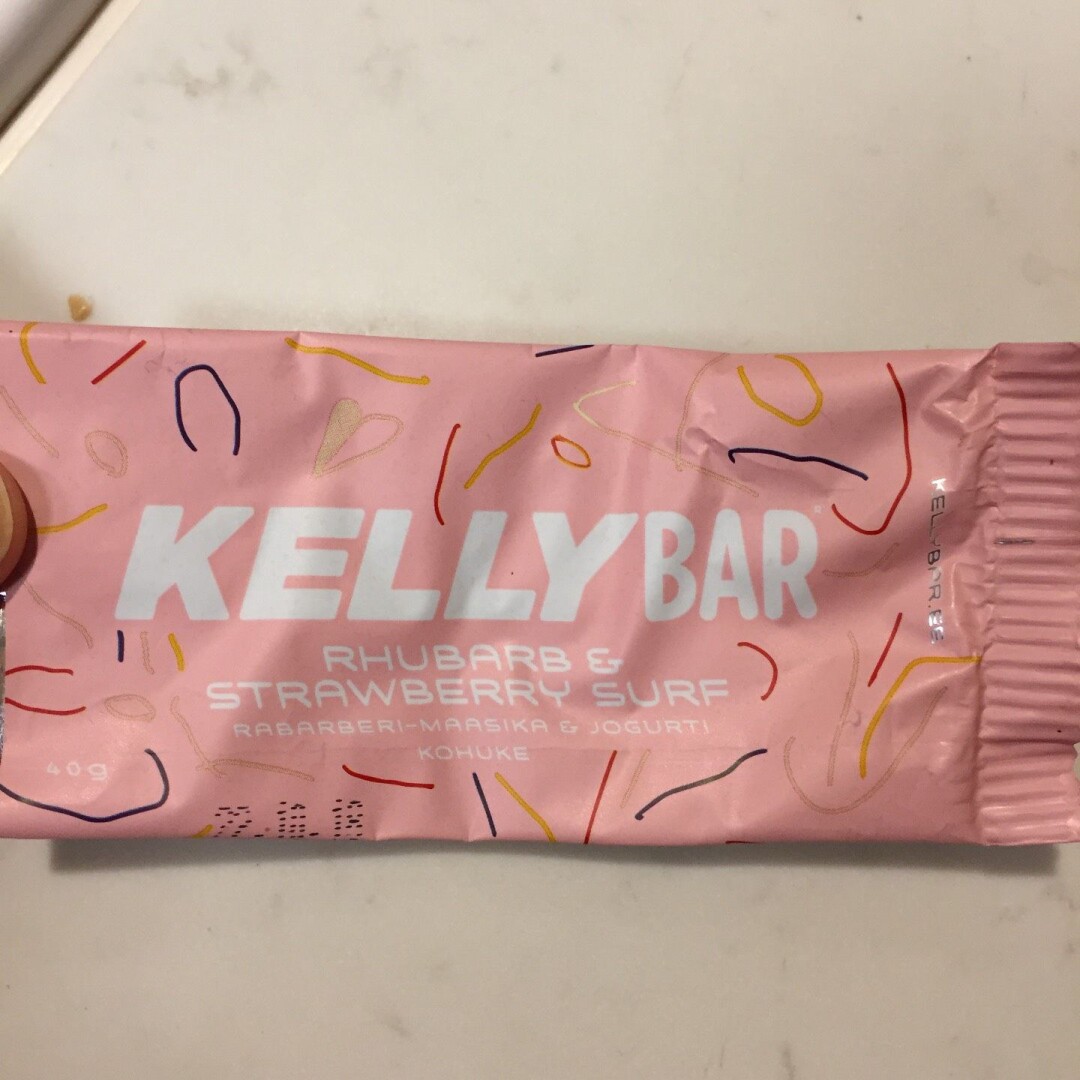 KELLYBAR
RHUBARB &
STRAWBERRY SURF
RABARBERI-MAASIKA & JOGURTI
KOHUKE
40g
KELLYBAR.EE